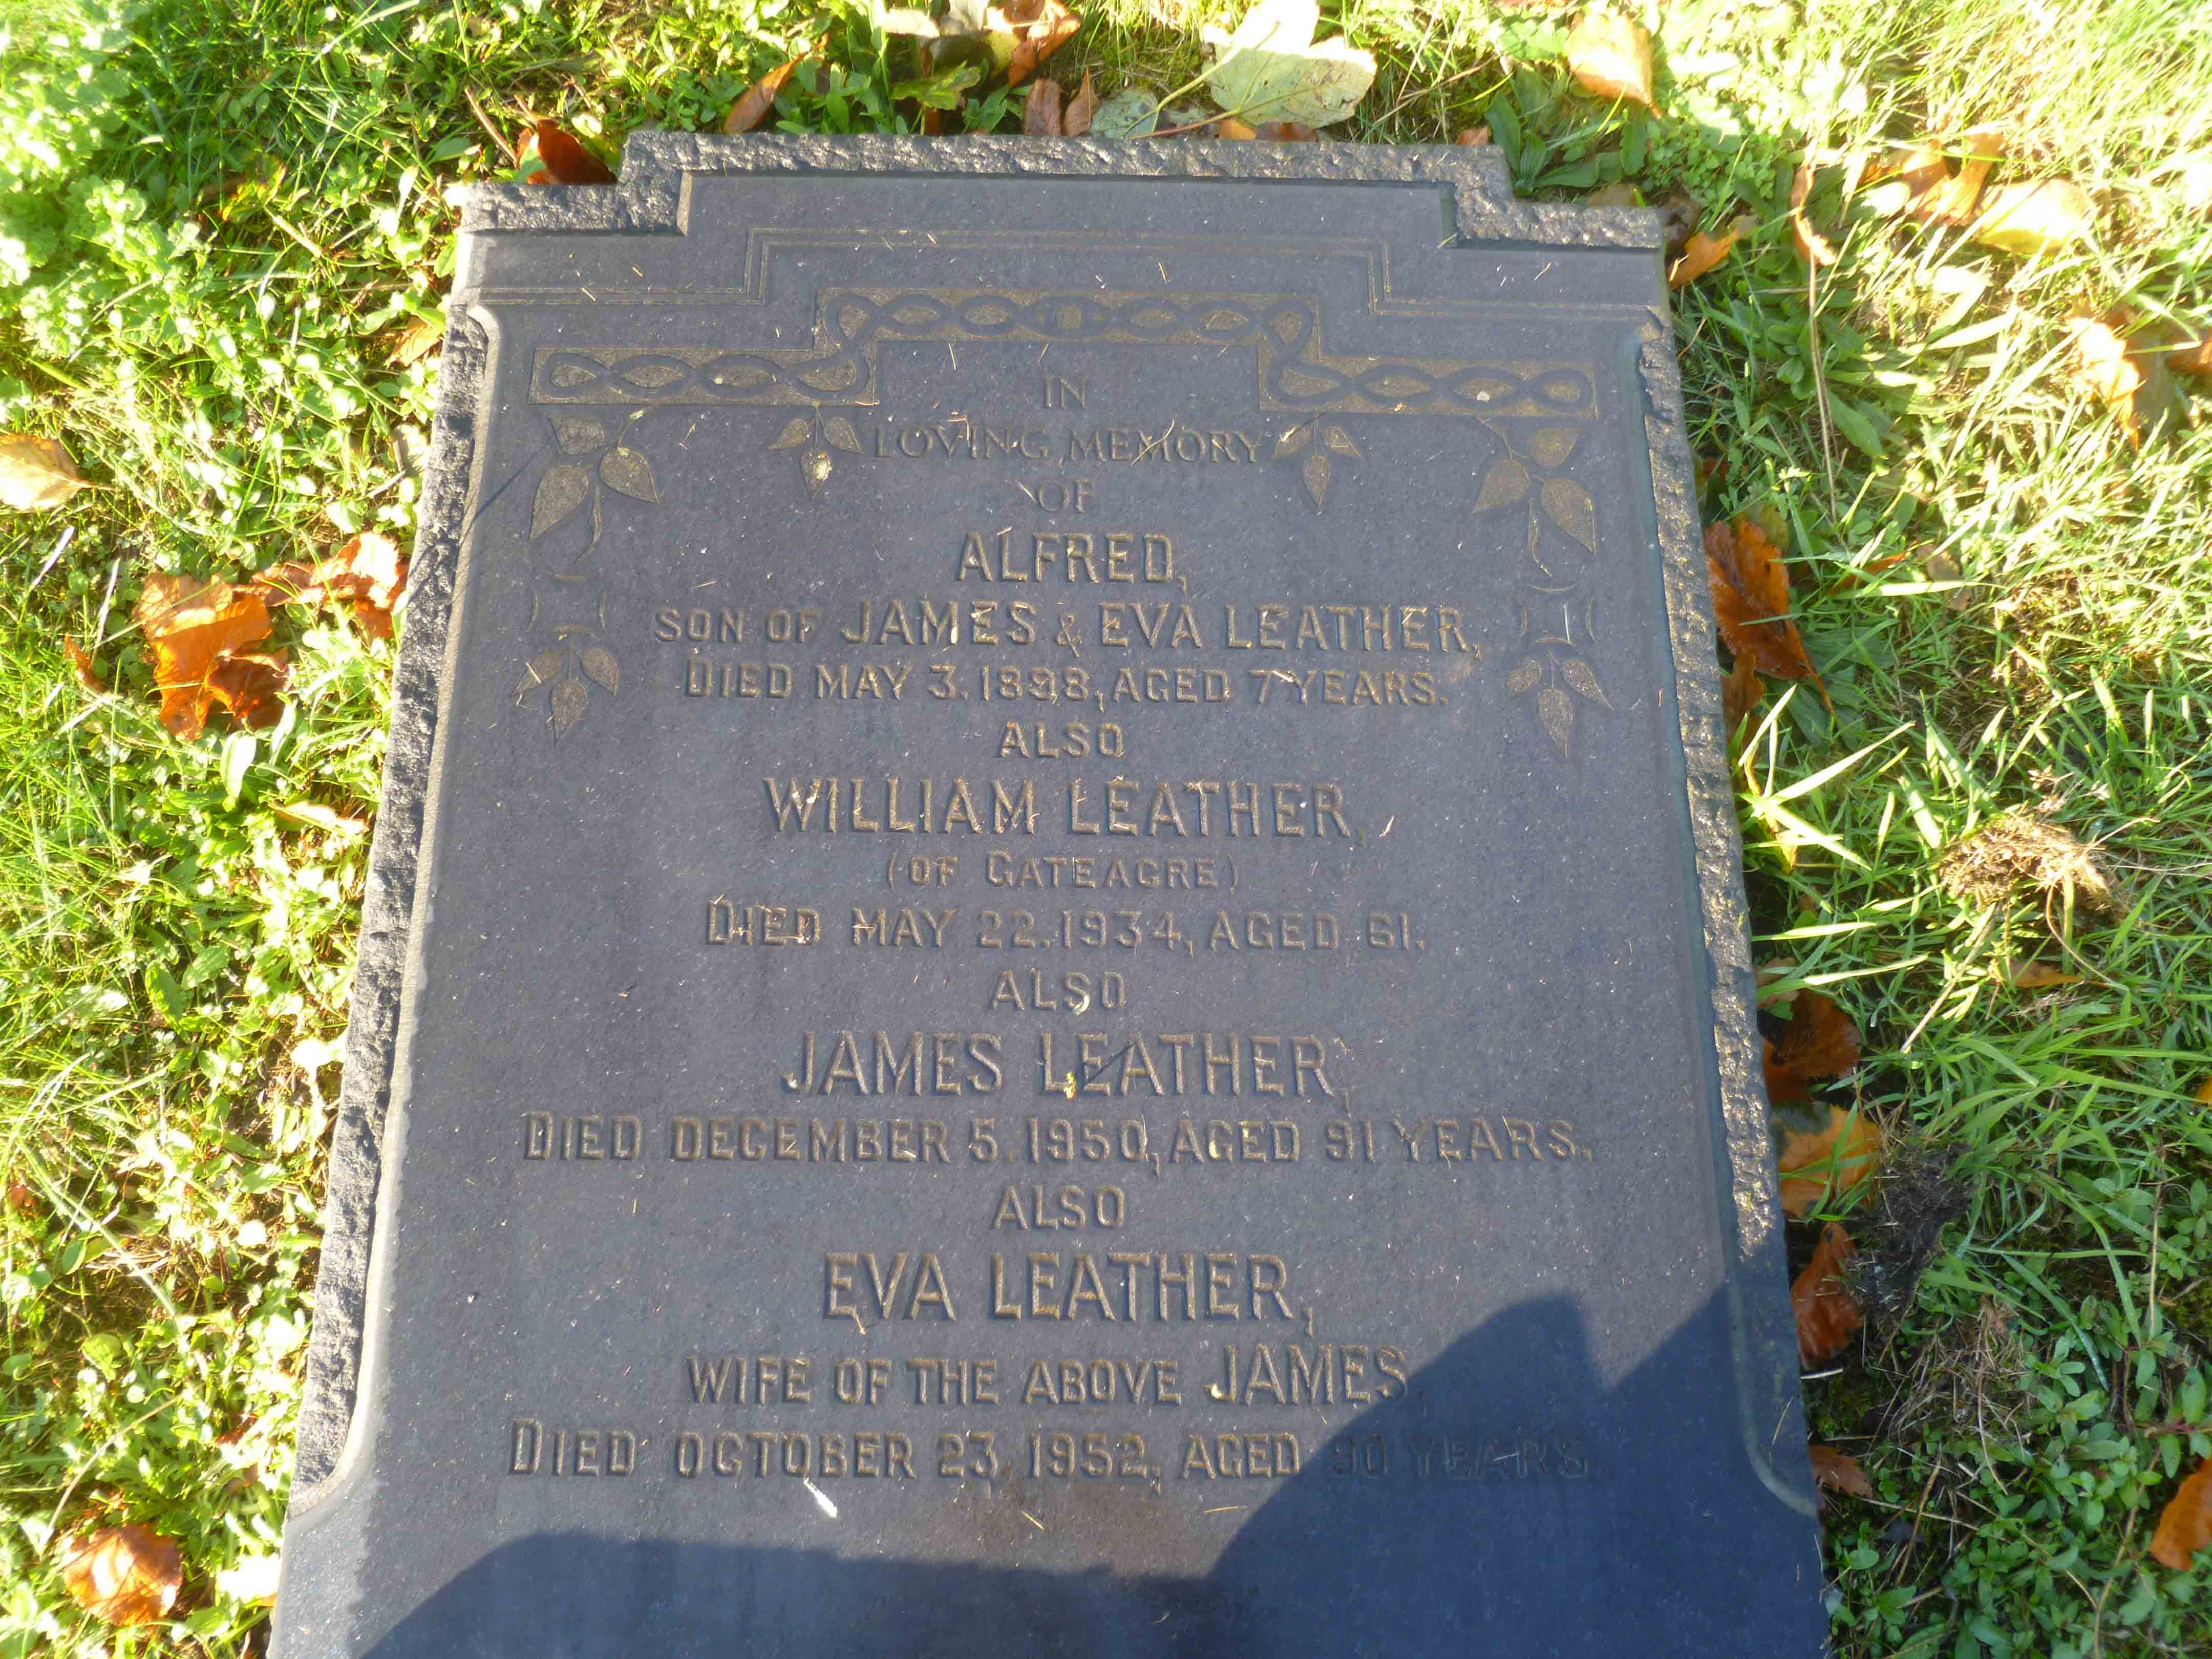 IN
LOVING MEMORY
OF
ALFRED,
SON OF JAMES & EVA LEATHER,
DIED MAY 3. 1898, AGED 7 YEARS.
ALSO
WILLIAM LEATHER,
(OF GATEACRE)
DIED MAY 22. 1934, AGED 61.
ALSO
JAMES LEATHER,
DIED DECEMBER 5. 1950, AGED 91 YEARS.
ALSO
EVA LEATHER,
WIFE OF THE ABOVE JAMES,
DIED OCTOBER 23. 1952, AGED 90 YEARS.